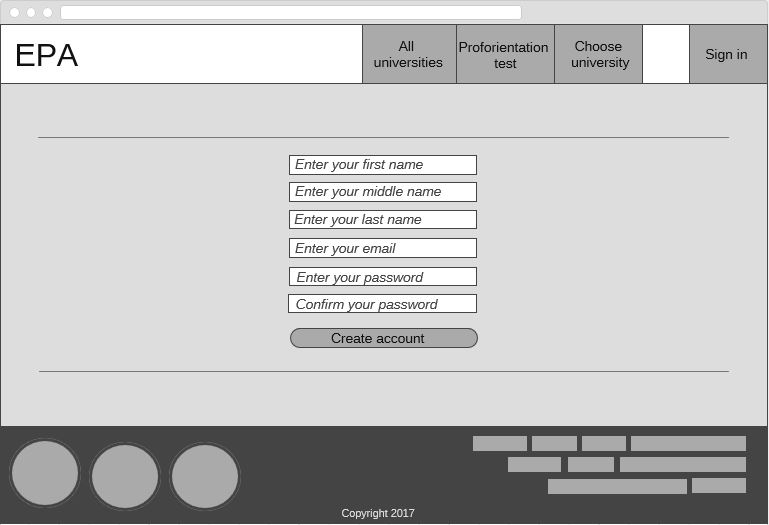 EPA
All
universities
Proforientation
test
Choose
university
Sign in
Enter your first name
Enter your middle name
Enter your last name
Enter your email
Enter your password
Confirm your password
Create account
Copyright 2017